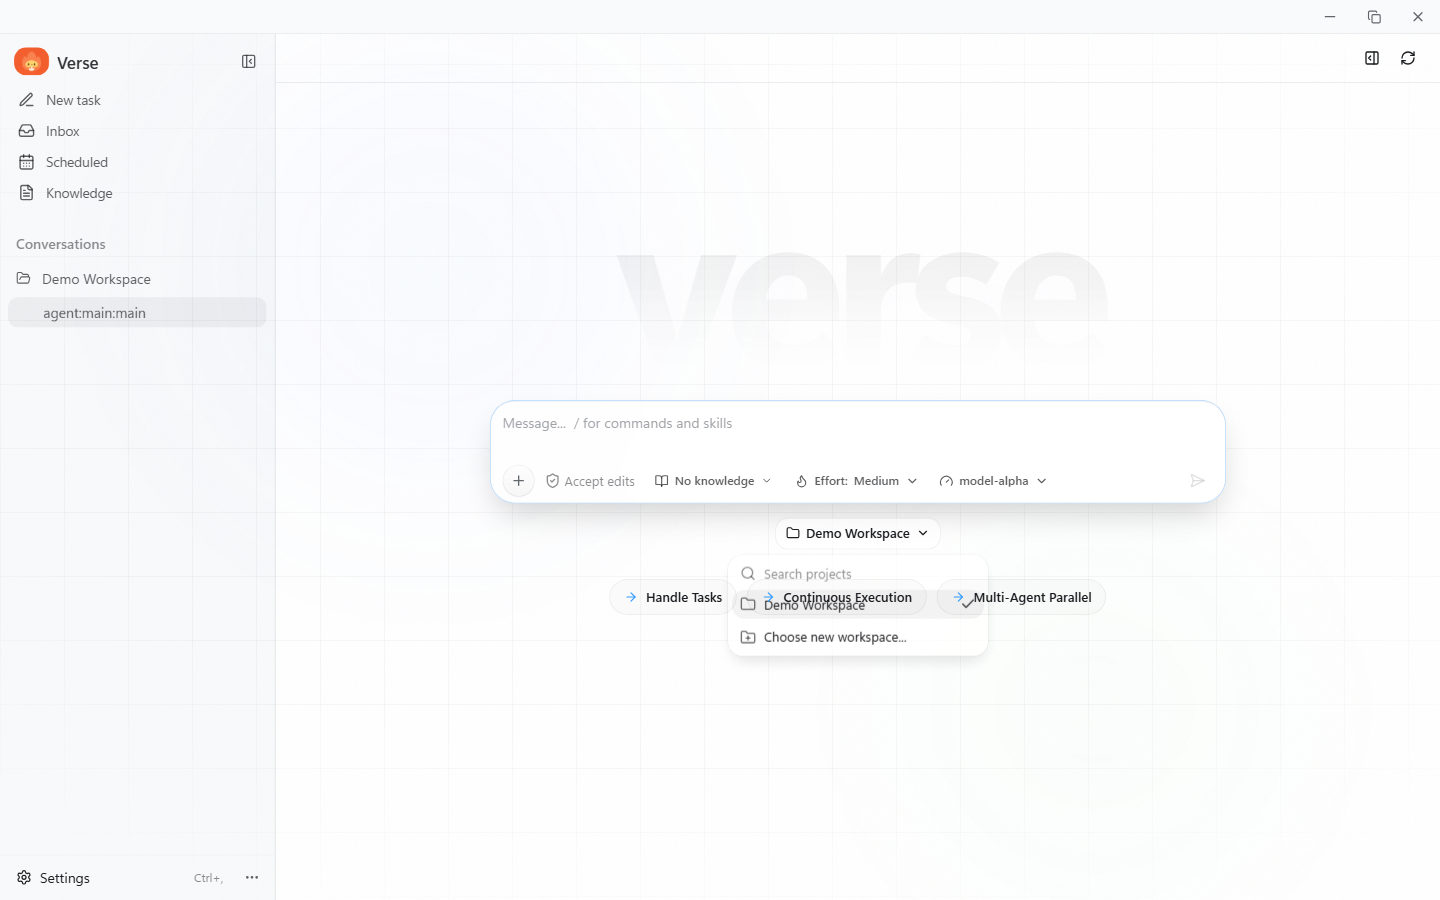 Verse
New task
Inbox
Scheduled
Knowledge
Conversations
Demo Workspace
agent:main:main
Settings
Ctrl+,
verse
Message... / for commands and skills
Accept edits
No knowledge
Effort: Medium
model-alpha
Demo Workspace
Search projects
Handle Tasks
Continuous Execution
Multi-Agent Parallel
Demo Workspace
Choose new workspace...